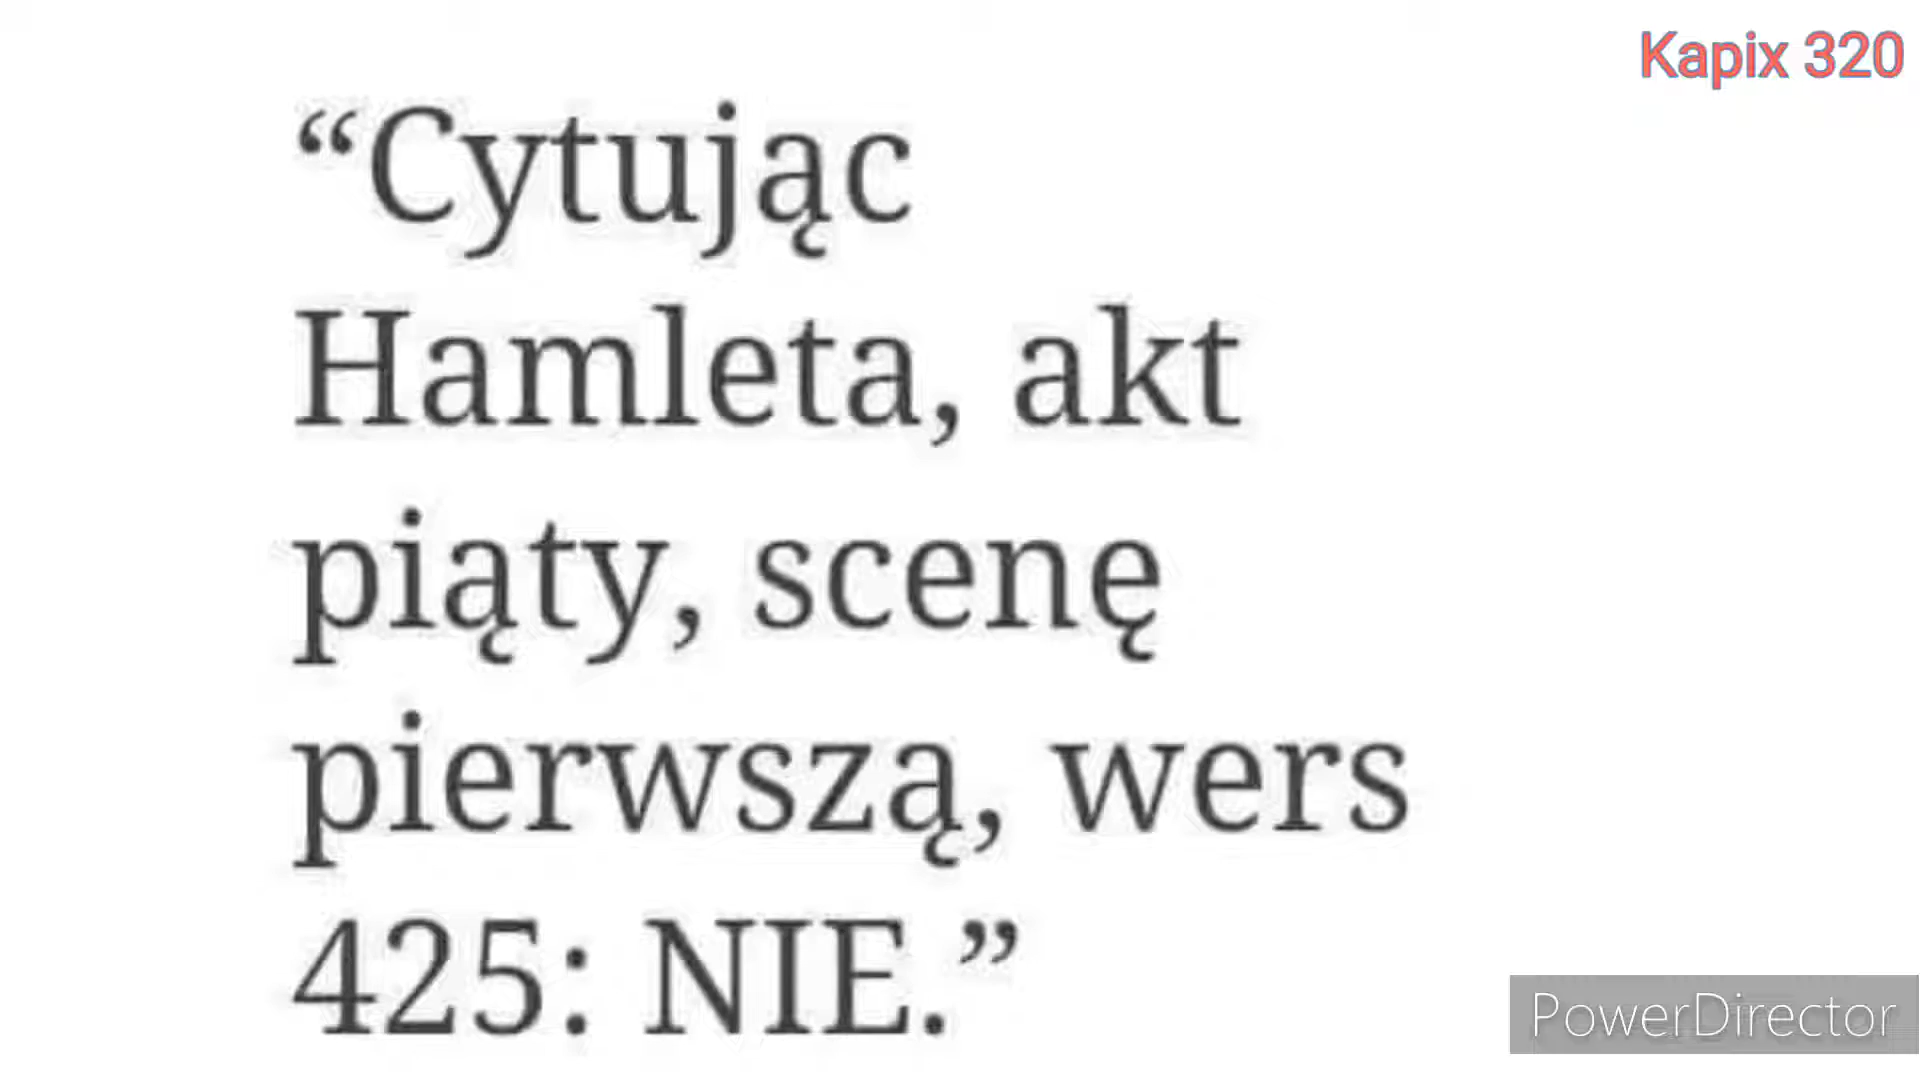 Kapix 320
“Cytując
Hamleta, akt
piąty, scenę
pierwszą, wers
425: NIE.”
PowerDirector